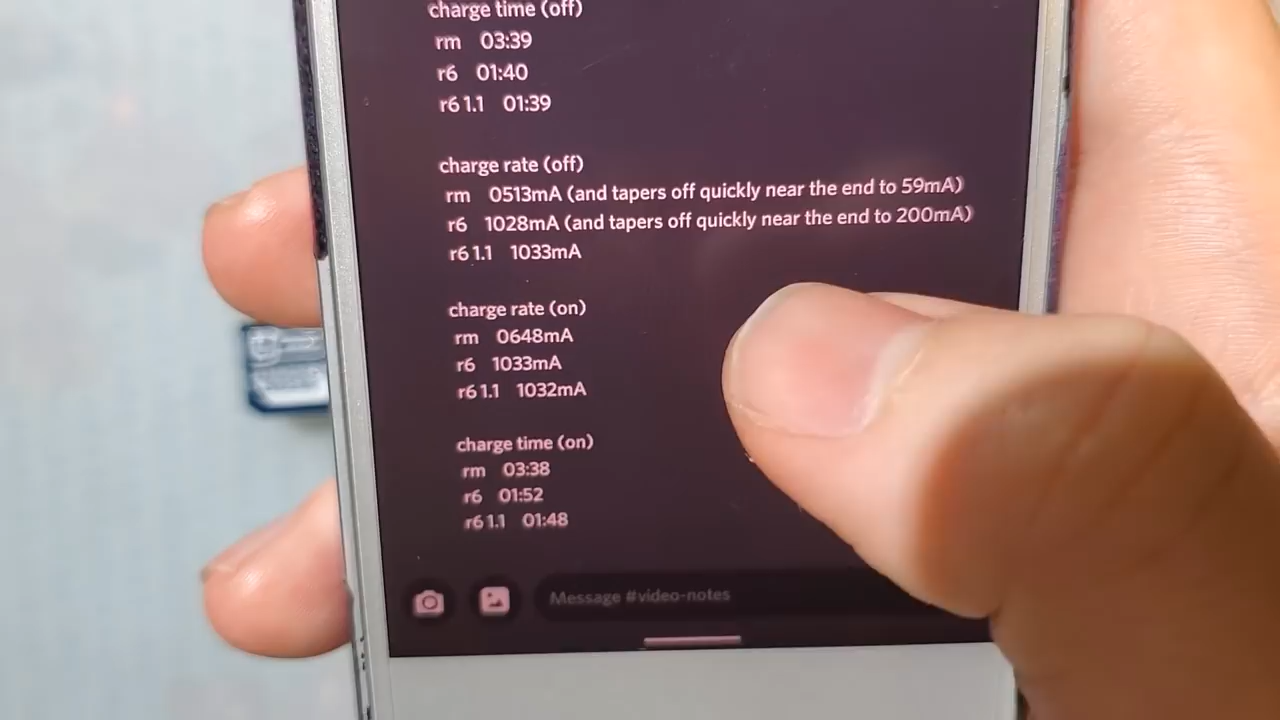 charge time (off)
rm 03:39
r6 01:40
r6 1.1 01:39
charge rate (off)
rm 0513mA (and tapers off quickly near the end to 59mA)
r6 1028mA (and tapers off quickly near the end to 200mA)
r6 1.1 1033mA
charge rate (on)
rm 0648mA
r6 1033mA
r6 1.1 1032mA
charge time (on)
rm 03:38
r6 01:52
r6 1.1 01:48
Message #video-notes